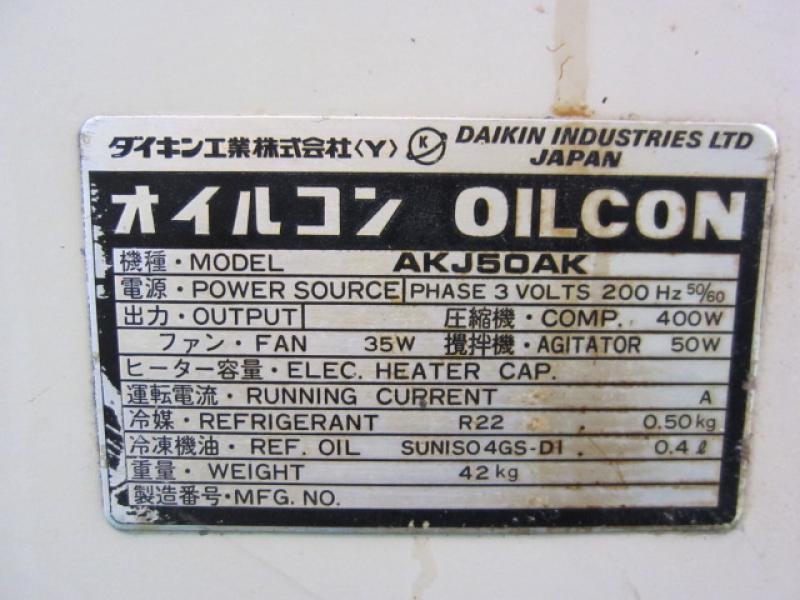 ダイキン工業株式会社〈Y〉 K DAIKIN INDUSTRIES LTD
JAPAN
オイルコン OILCON
機種・MODEL AKJ50AK
電源・POWER SOURCE PHASE 3 VOLTS 200 Hz 50/60
出力・OUTPUT 圧縮機・COMP. 400W
ファン・FAN 35W 攪拌機・AGITATOR 50W
ヒーター容量・ELEC. HEATER CAP.
運転電流・RUNNING CURRENT A
冷媒・REFRIGERANT R22 0.50kg
冷凍機油・REF. OIL SUNISO4GS-DI 0.4ℓ
重量・WEIGHT 42kg
製造番号・MFG. NO.